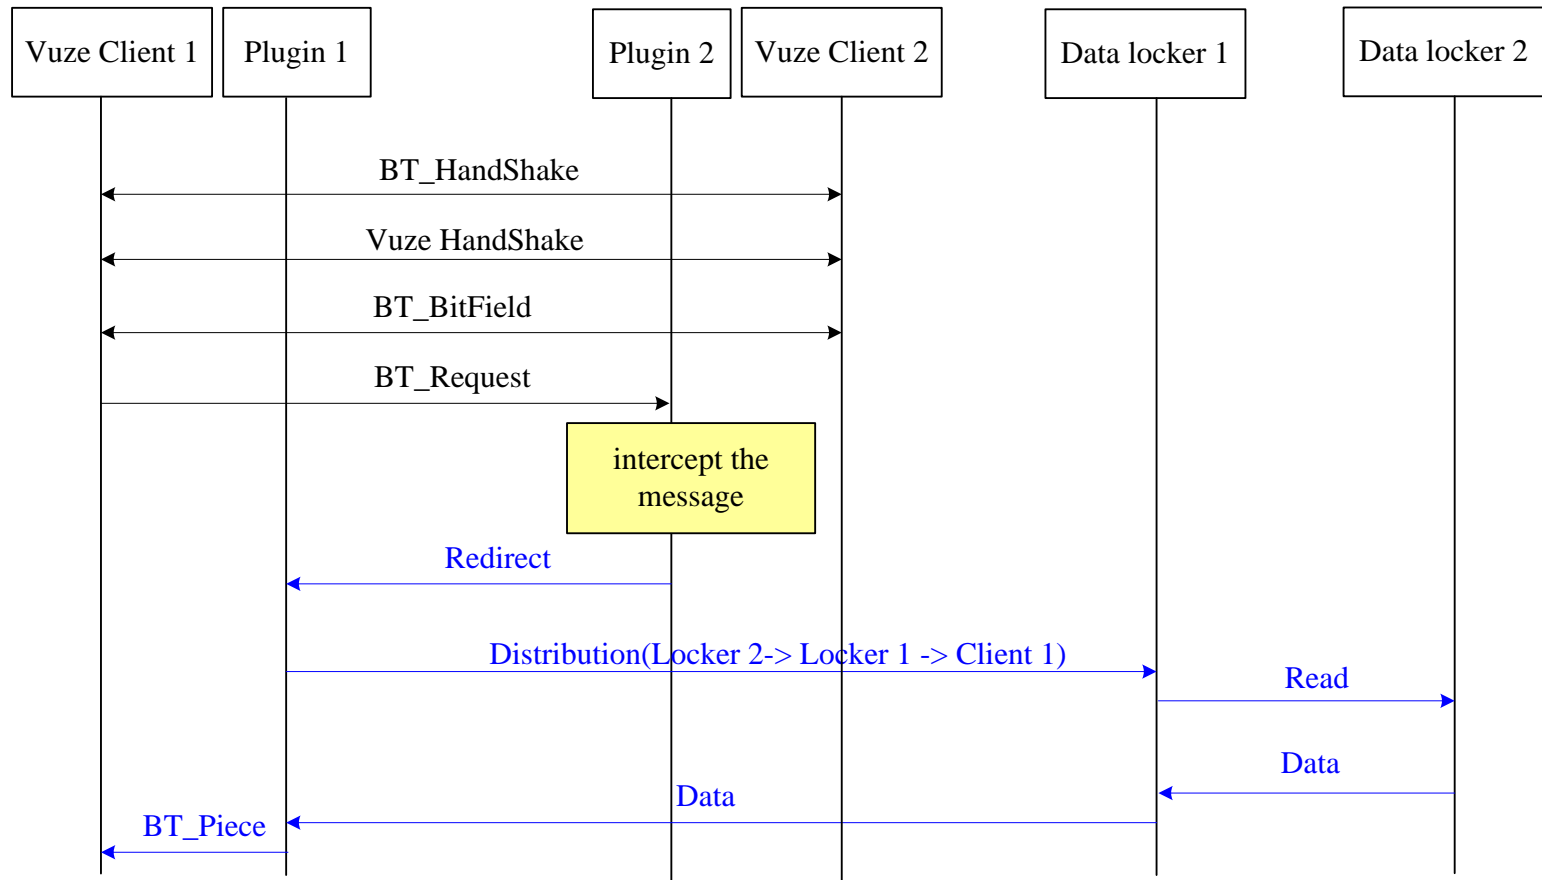 Vuze Client 1
Plugin 1
Plugin 2
Vuze Client 2
Data locker 1
Data locker 2
BT_HandShake
Vuze HandShake
BT_BitField
BT_Request
intercept the
message
Redirect
Distribution(Locker 2-> Locker 1 -> Client 1)
Read
Data
Data
BT_Piece